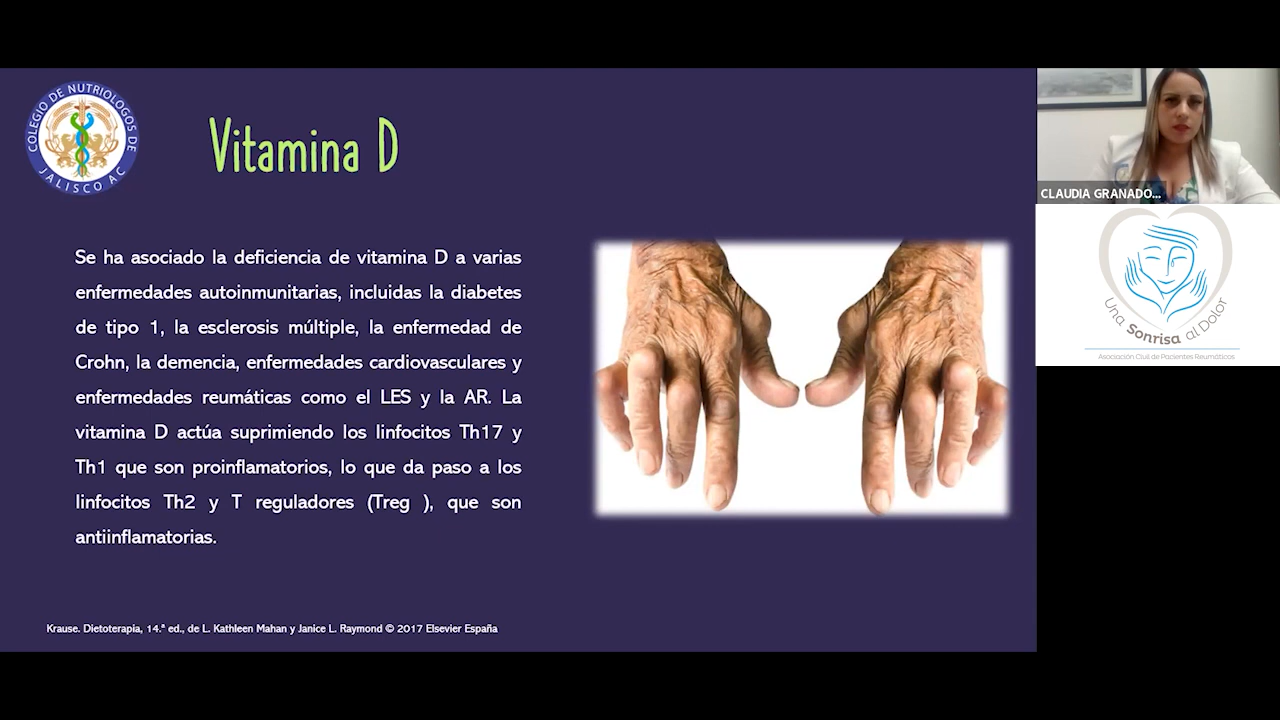 COLEGIO DE NUTRIOLOGOS DE
JALISCO AC
Vitamina D
Se ha asociado la deficiencia de vitamina D a varias
enfermedades autoinmunitarias, incluidas la diabetes
de tipo 1, la esclerosis múltiple, la enfermedad de
Crohn, la demencia, enfermedades cardiovasculares y
enfermedades reumáticas como el LES y la AR. La
vitamina D actúa suprimiendo los linfocitos Th17 y
Th1 que son proinflamatorios, lo que da paso a los
linfocitos Th2 y T reguladores (Treg ), que son
antiinflamatorias.
Krause. Dietoterapia, 14.ª ed., de L. Kathleen Mahan y Janice L. Raymond © 2017 Elsevier España
CLAUDIA GRANADO...
Una Sonrisa al Dolor
Asociación Civil de Pacientes Reumáticos